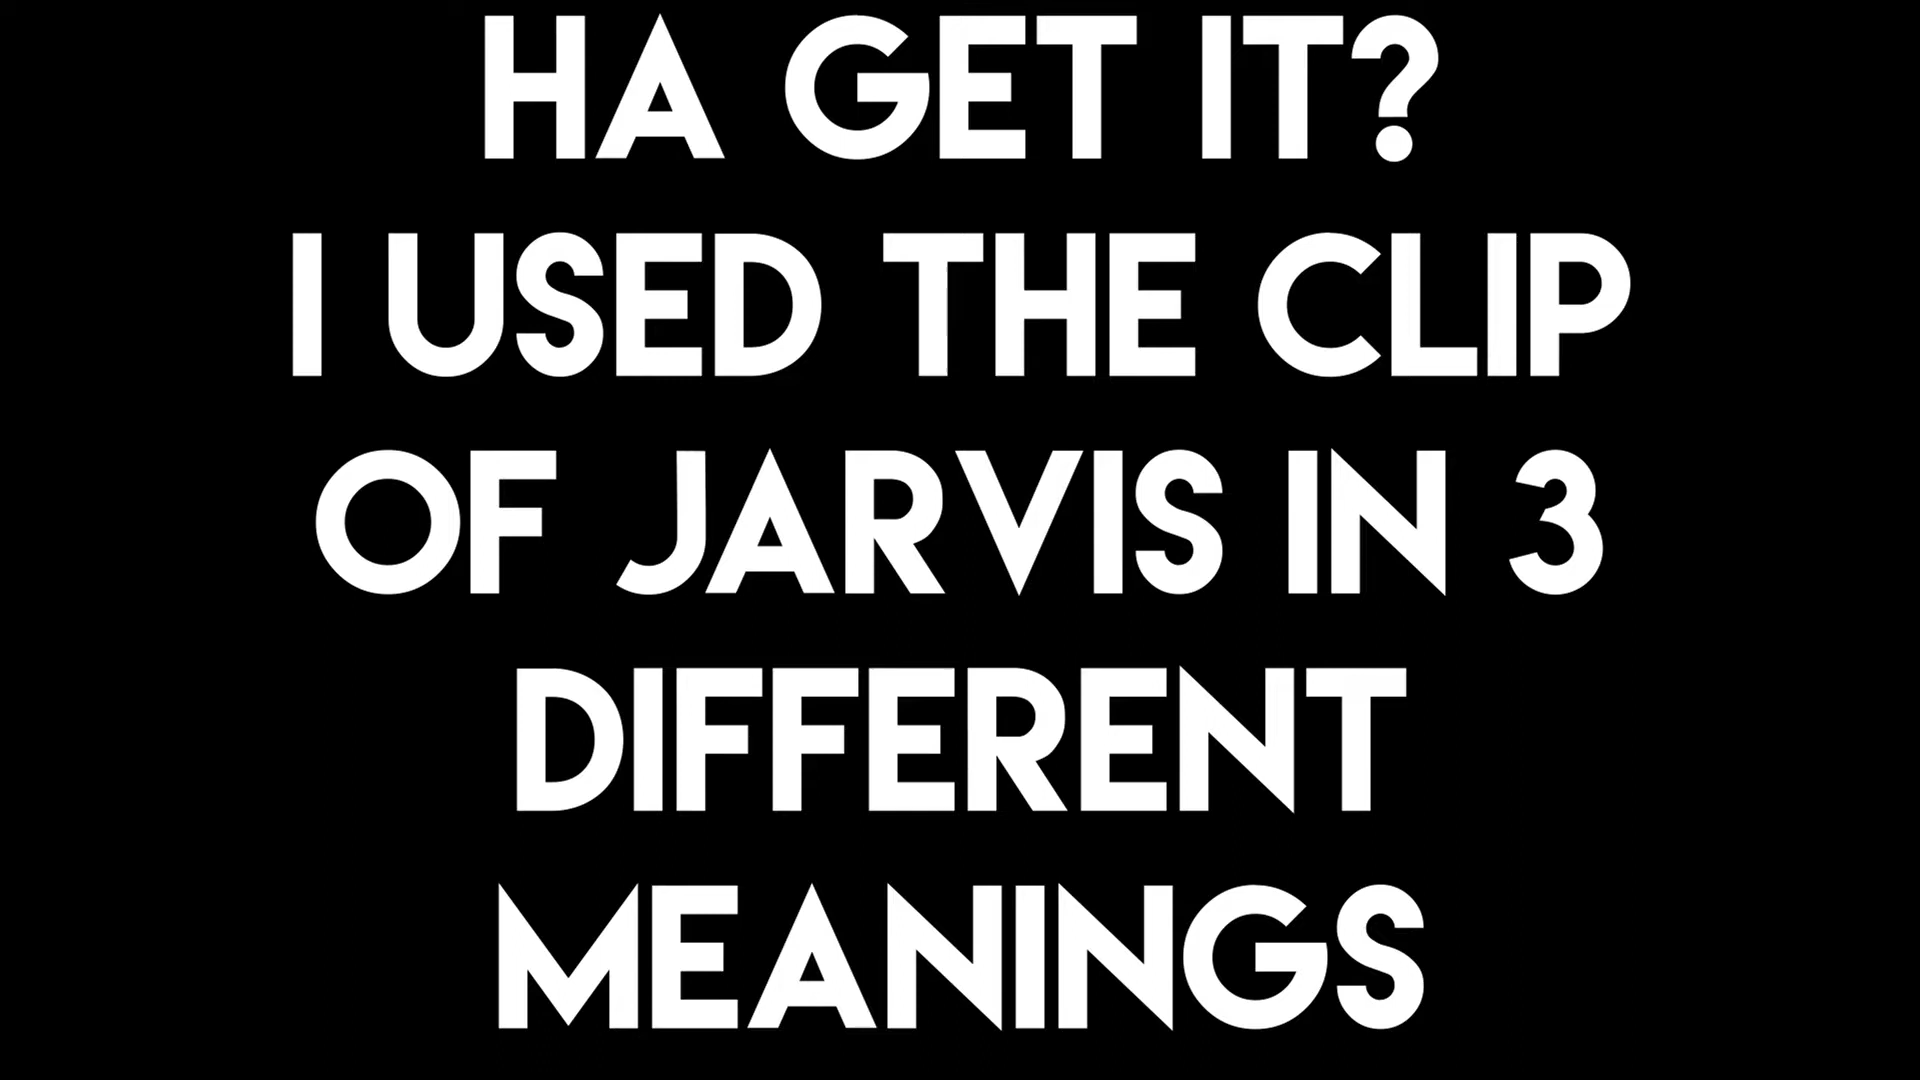 HA GET IT?
I USED THE CLIP
OF JARVIS IN 3
DIFFERENT
MEANINGS